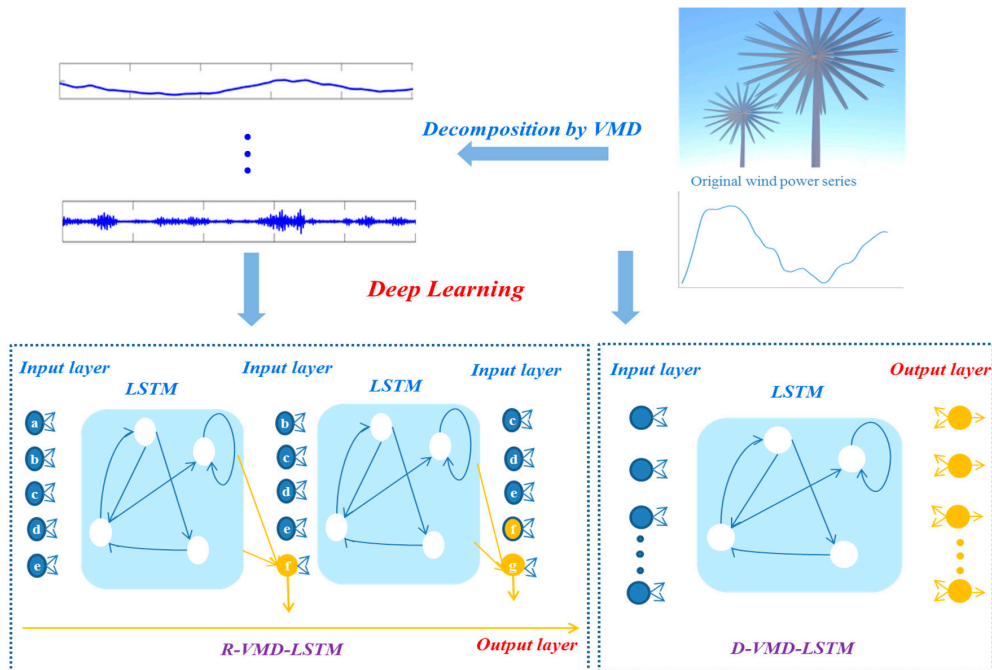 Decomposition by VMD
Original wind power series
Deep Learning
Input layer
LSTM
Input layer
LSTM
Input layer
a
b
c
d
e
b
c
d
e
f
c
d
e
f
g
R-VMD-LSTM
Output layer
Input layer
LSTM
Output layer
D-VMD-LSTM